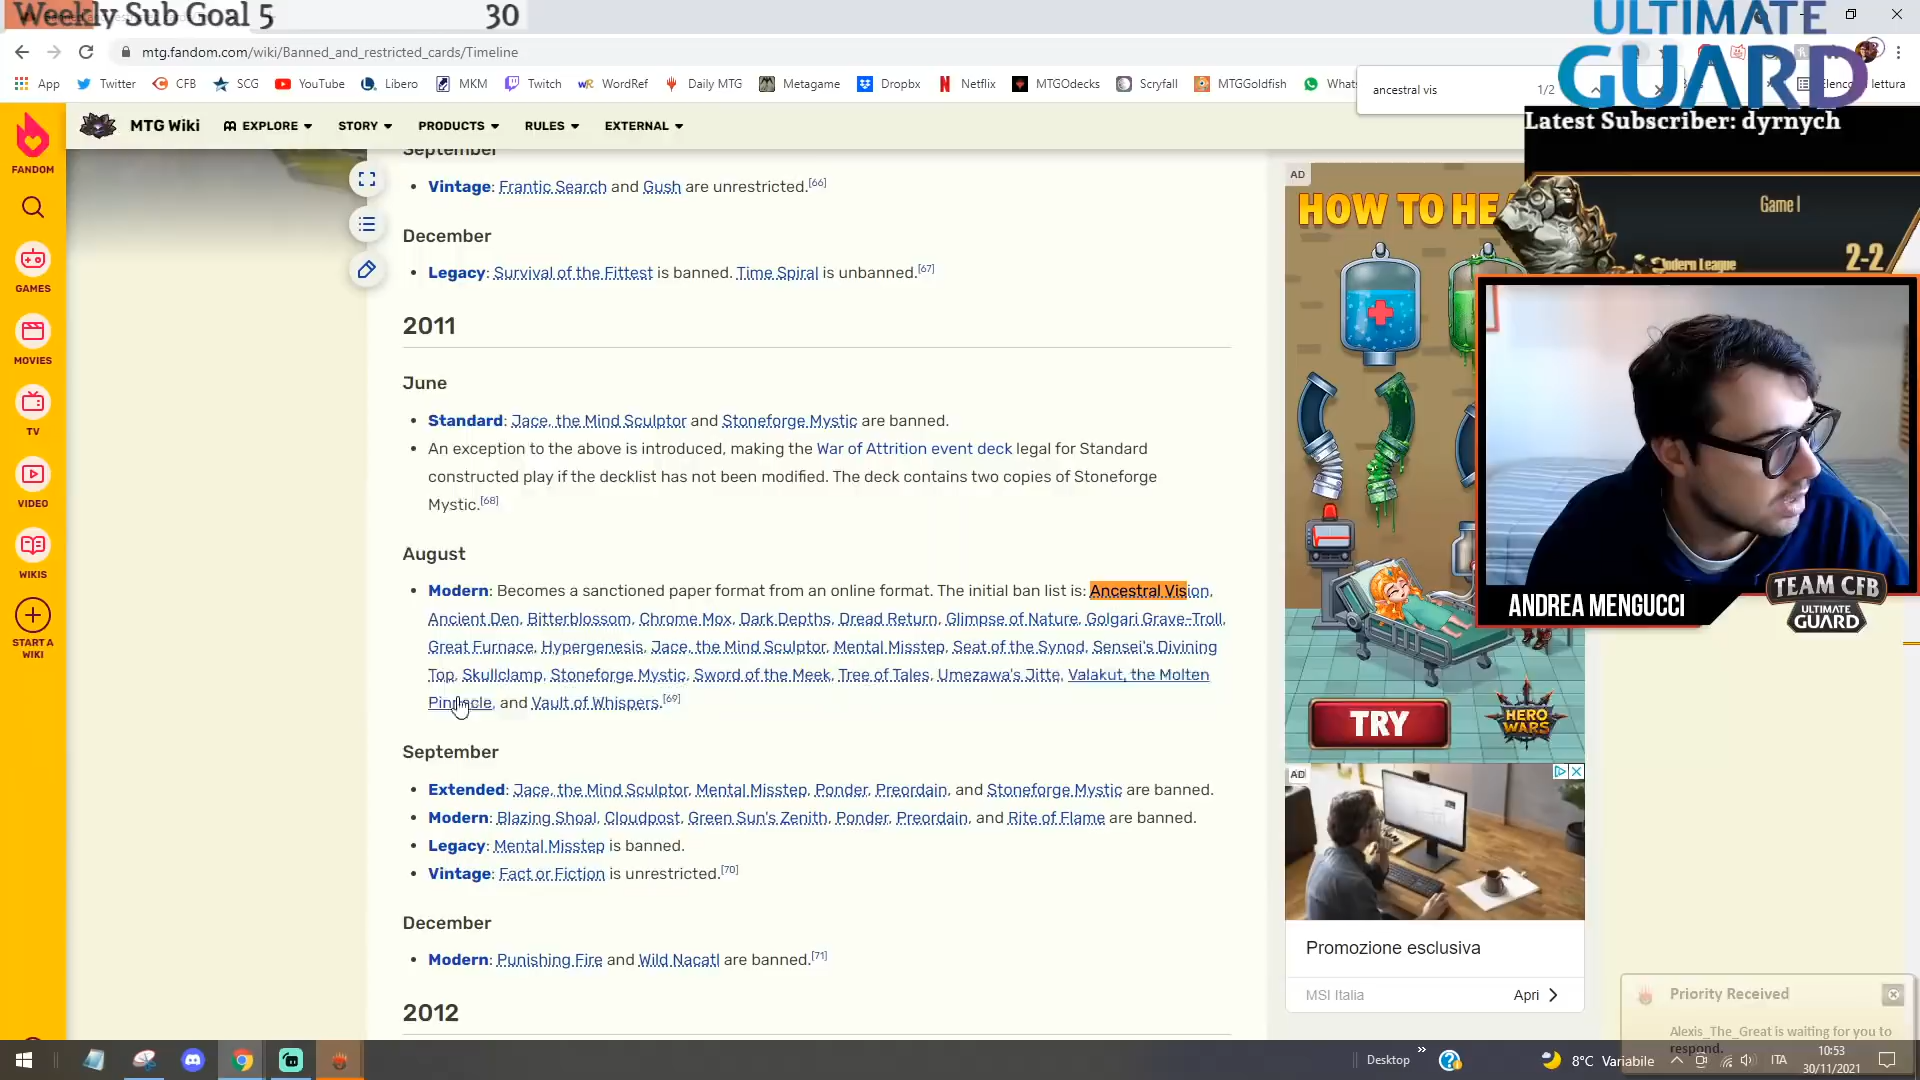 Weekly Sub Goal 5 30
mtg.fandom.com/wiki/Banned_and_restricted_cards/Timeline
App Twitter CFB SCG YouTube Libero MKM Twitch WordRef Daily MTG Metagame Dropbx Netflix MTGOdecks Scryfall MTGGoldfish
ancestral vis 1/2
ULTIMATE
GUARD
Latest Subscriber: dyrnych
MTG Wiki EXPLORE STORY PRODUCTS RULES EXTERNAL
FANDOM
GAMES
MOVIES
TV
VIDEO
WIKIS
START A
WIKI
September
Vintage: Frantic Search and Gush are unrestricted.[66]
December
Legacy: Survival of the Fittest is banned. Time Spiral is unbanned.[67]
2011
June
Standard: Jace, the Mind Sculptor and Stoneforge Mystic are banned.
An exception to the above is introduced, making the War of Attrition event deck legal for Standard
constructed play if the decklist has not been modified. The deck contains two copies of Stoneforge
Mystic.[68]
August
Modern: Becomes a sanctioned paper format from an online format. The initial ban list is: Ancestral Vision,
Ancient Den, Bitterblossom, Chrome Mox, Dark Depths, Dread Return, Glimpse of Nature, Golgari Grave-Troll,
Great Furnace, Hypergenesis, Jace, the Mind Sculptor, Mental Misstep, Seat of the Synod, Sensei's Divining
Top, Skullclamp, Stoneforge Mystic, Sword of the Meek, Tree of Tales, Umezawa's Jitte, Valakut, the Molten
Pinnacle, and Vault of Whispers.[69]
September
Extended: Jace, the Mind Sculptor, Mental Misstep, Ponder, Preordain, and Stoneforge Mystic are banned.
Modern: Blazing Shoal, Cloudpost, Green Sun's Zenith, Ponder, Preordain, and Rite of Flame are banned.
Legacy: Mental Misstep is banned.
Vintage: Fact or Fiction is unrestricted.[70]
December
Modern: Punishing Fire and Wild Nacatl are banned.[71]
2012
AD
HOW TO HE
TRY
HERO
WARS
AD
Promozione esclusiva
MSI Italia Apri
Game 1
Modern League 2-2
ANDREA MENGUCCI
TEAM CFB
ULTIMATE
GUARD
Priority Received
Alexis_The_Great is waiting for you to
respond.
Desktop 8°C Variabile ITA 10:53
30/11/2021